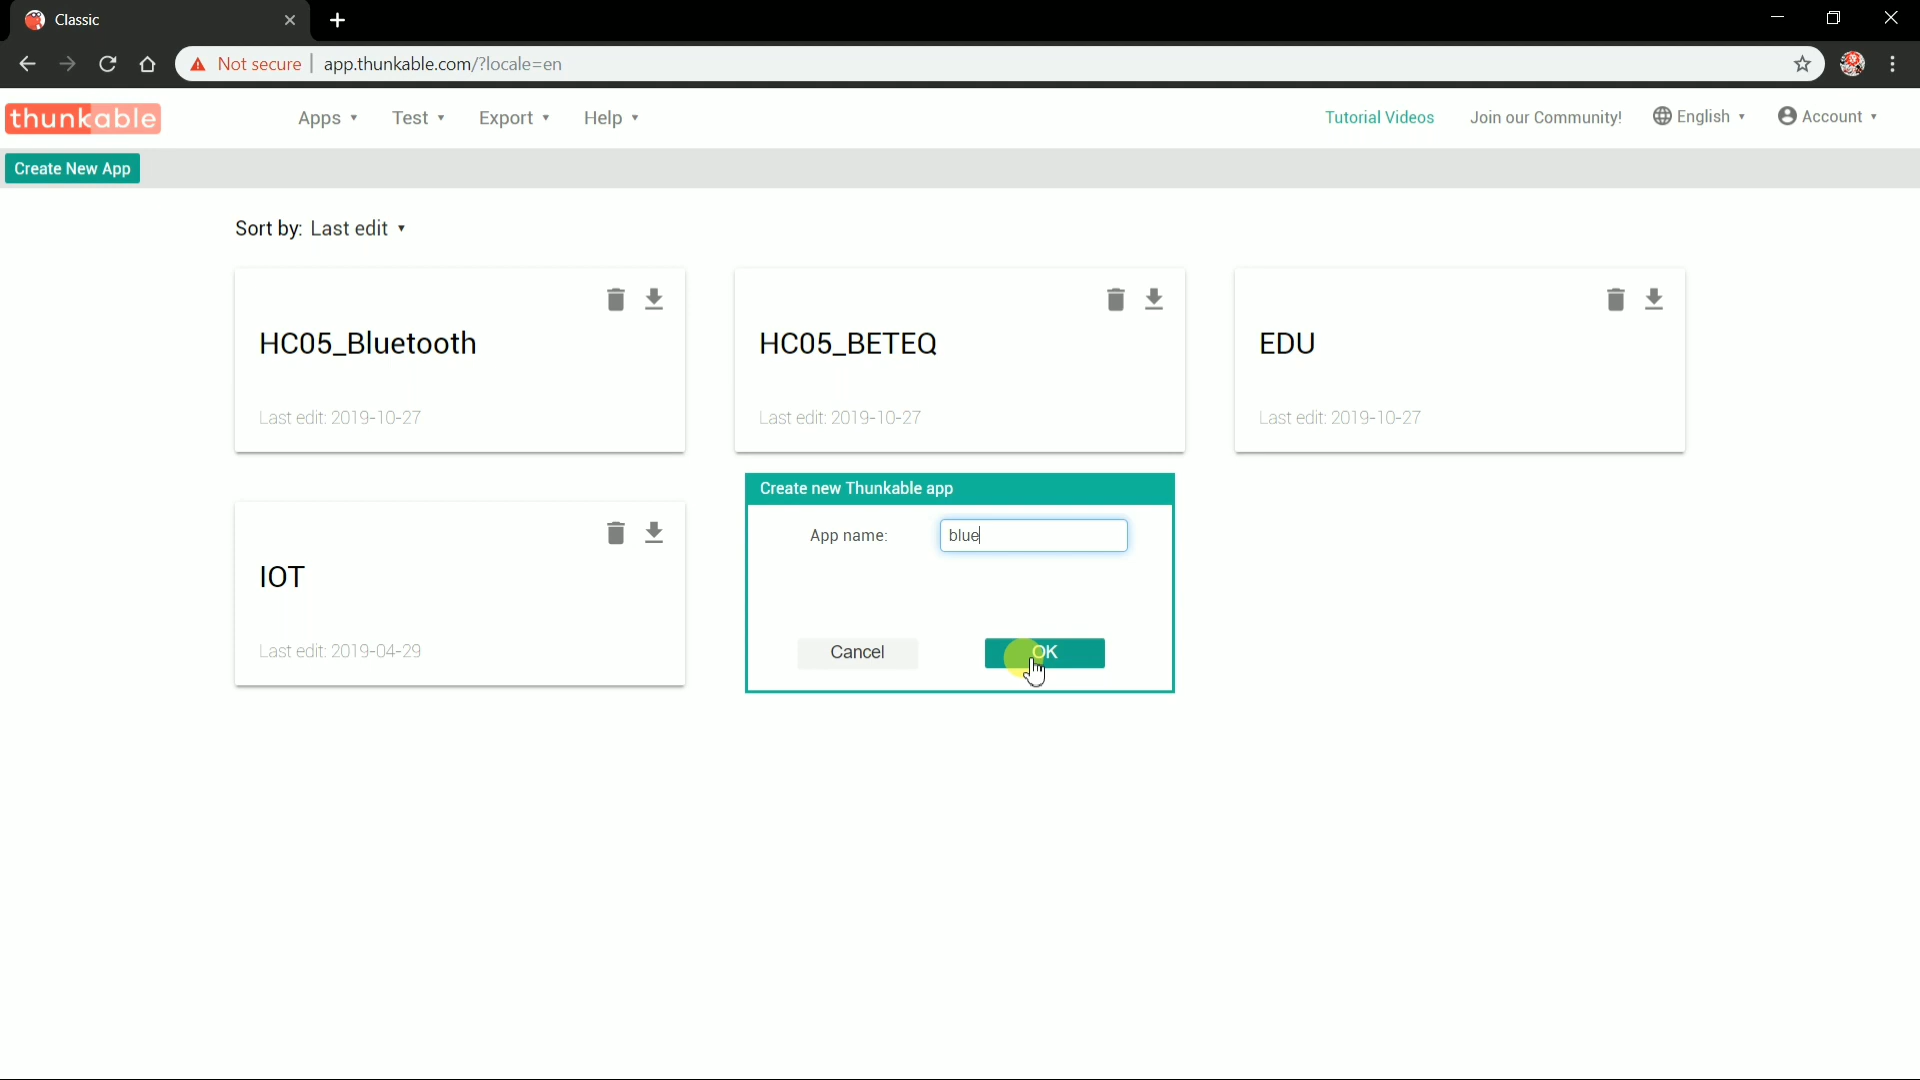 Classic
Not secure app.thunkable.com/?locale=en
thunkable Apps Test Export Help Tutorial Videos Join our Community! English Account
Create New App
Sort by: Last edit
HC05_Bluetooth HC05_BETEQ EDU
Last edit: 2019-10-27 Last edit: 2019-10-27 Last edit: 2019-10-27
Create new Thunkable app
App name: blue
IOT
Last edit: 2019-04-29
Cancel OK